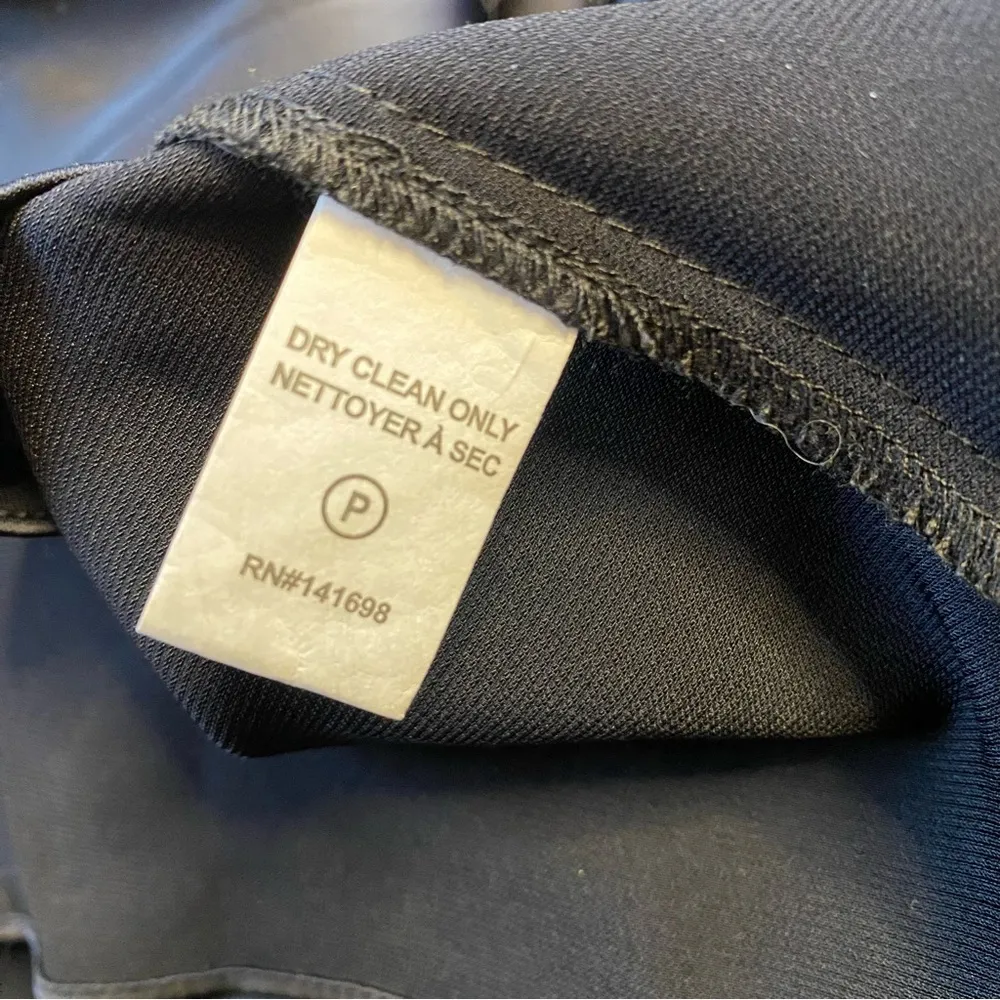 DRY CLEAN ONLY
NETTOYER À SEC
P
RN#141698